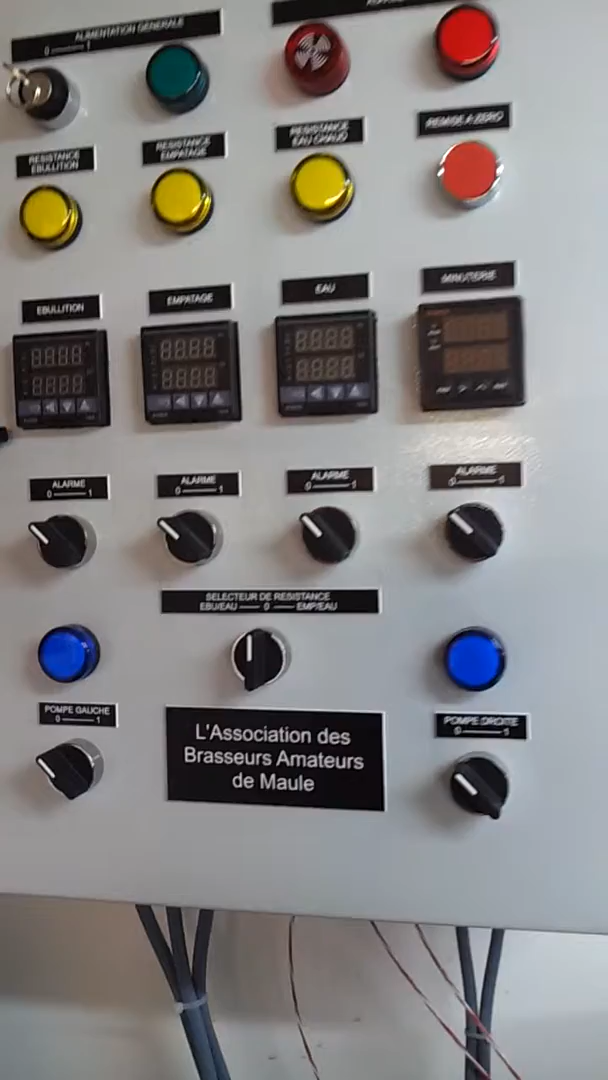 ALIMENTATION GENERALE
0 —— 1
RESISTANCE
EBULLITION
RESISTANCE
EMPATAGE
RESISTANCE
EAU CHAUD
REMISE A ZERO
EBULLITION
EMPATAGE
EAU
MINUTERIE
ALARME
0 —— 1
ALARME
0 —— 1
ALARME
0 —— 1
ALARME
0 —— 1
SELECTEUR DE RESISTANCE
EBU/EAU —— 0 —— EMP/EAU
POMPE GAUCHE
0 —— 1
POMPE DROITE
0 —— 1
L'Association des
Brasseurs Amateurs
de Maule